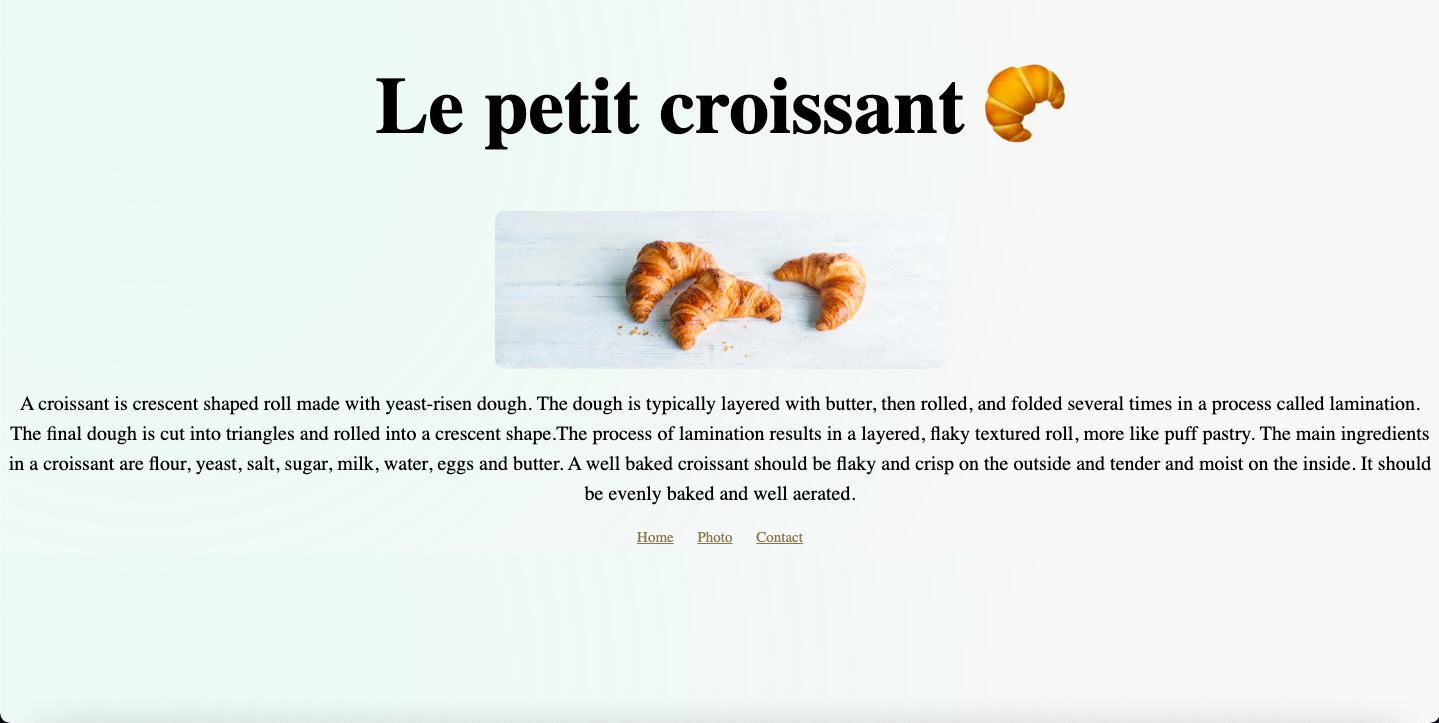 Le petit croissant 🥐
A croissant is crescent shaped roll made with yeast-risen dough. The dough is typically layered with butter, then rolled, and folded several times in a process called lamination.
The final dough is cut into triangles and rolled into a crescent shape.The process of lamination results in a layered, flaky textured roll, more like puff pastry. The main ingredients
in a croissant are flour, yeast, salt, sugar, milk, water, eggs and butter. A well baked croissant should be flaky and crisp on the outside and tender and moist on the inside. It should
be evenly baked and well aerated.
Home Photo Contact